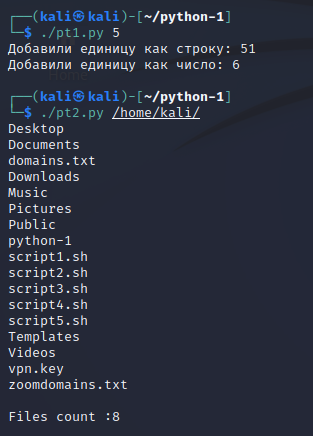 ┌──(kali㉿kali)-[~/python-1]
└─$ ./pt1.py 5
Добавили единицу как строку: 51
Добавили единицу как число: 6
┌──(kali㉿kali)-[~/python-1]
└─$ ./pt2.py /home/kali/
Desktop
Documents
domains.txt
Downloads
Music
Pictures
Public
python-1
script1.sh
script2.sh
script3.sh
script4.sh
script5.sh
Templates
Videos
vpn.key
zoomdomains.txt
Files count :8